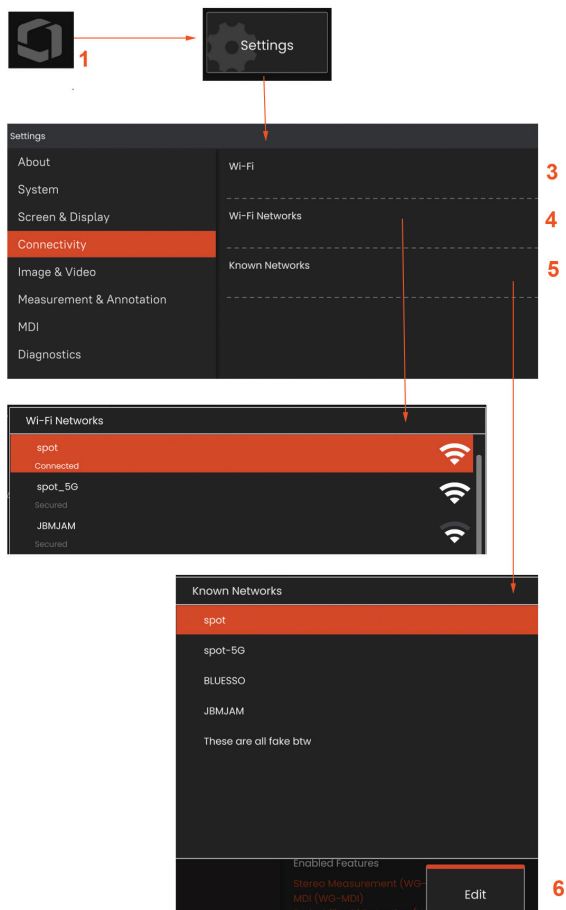 1
Settings
Settings
About
System
Screen & Display
Connectivity
Image & Video
Measurement & Annotation
MDI
Diagnostics
Wi-Fi
3
Wi-Fi Networks
4
Known Networks
5
Wi-Fi Networks
spot
Connected
spot_5G
Secured
JBMJAM
Secured
Known Networks
spot
spot-5G
BLUESSO
JBMJAM
These are all fake btw
Enabled Features
Stereo Measurement (WG-
MDI (WG-MDI)
Edit
6